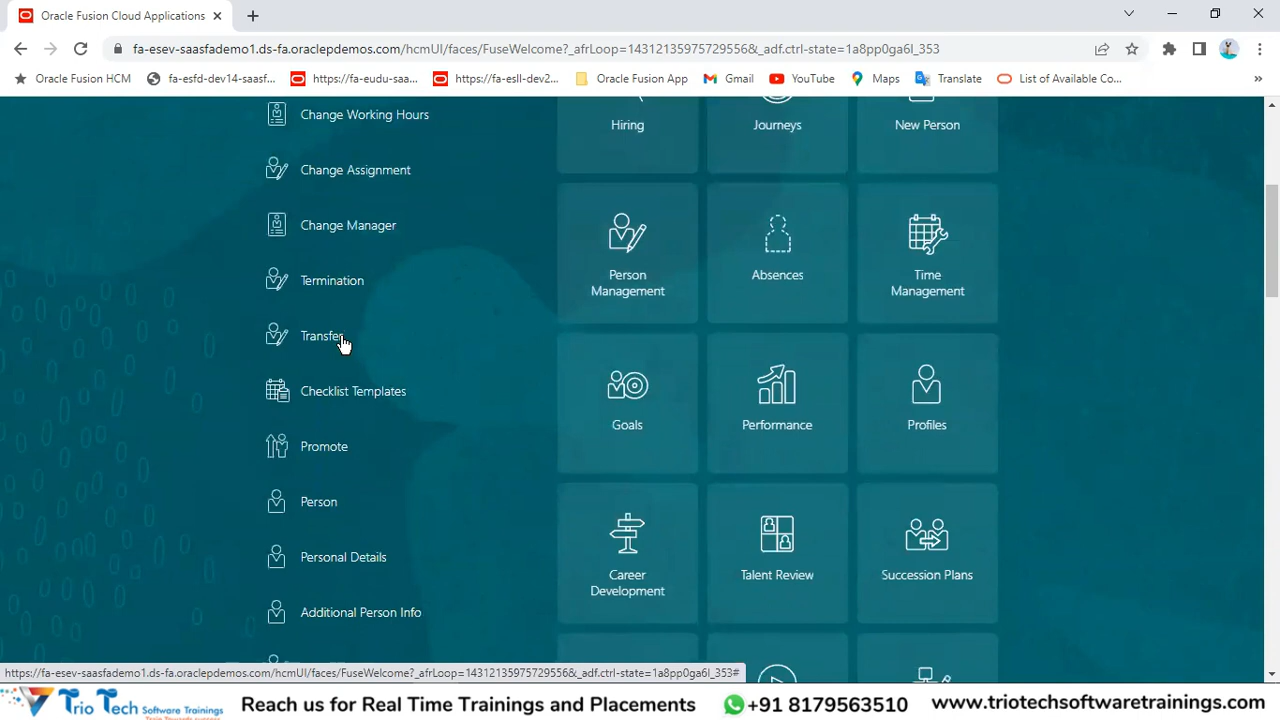 Oracle Fusion Cloud Applications
fa-esev-saasfademo1.ds-fa.oraclepdemos.com/hcmUI/faces/FuseWelcome?_afrLoop=14312135975729556&_adf.ctrl-state=1a8pp0ga6l_353
Oracle Fusion HCM
fa-esfd-dev14-saasf...
https://fa-eudu-saa...
https://fa-esll-dev2...
Oracle Fusion App
Gmail
YouTube
Maps
Translate
List of Available Co...
Change Working Hours
Change Assignment
Change Manager
Termination
Transfer
Checklist Templates
Promote
Person
Personal Details
Additional Person Info
Hiring
Journeys
New Person
Person
Management
Absences
Time
Management
Goals
Performance
Profiles
Career
Development
Talent Review
Succession Plans
https://fa-esev-saasfademo1.ds-fa.oraclepdemos.com/hcmUI/faces/FuseWelcome?_afrLoop=14312135975729556&_adf.ctrl-state=1a8pp0ga6l_353#
Trio Tech Software Trainings
Trio Towards success
Reach us for Real Time Trainings and Placements
+91 8179563510
www.triotechsoftwaretrainings.com